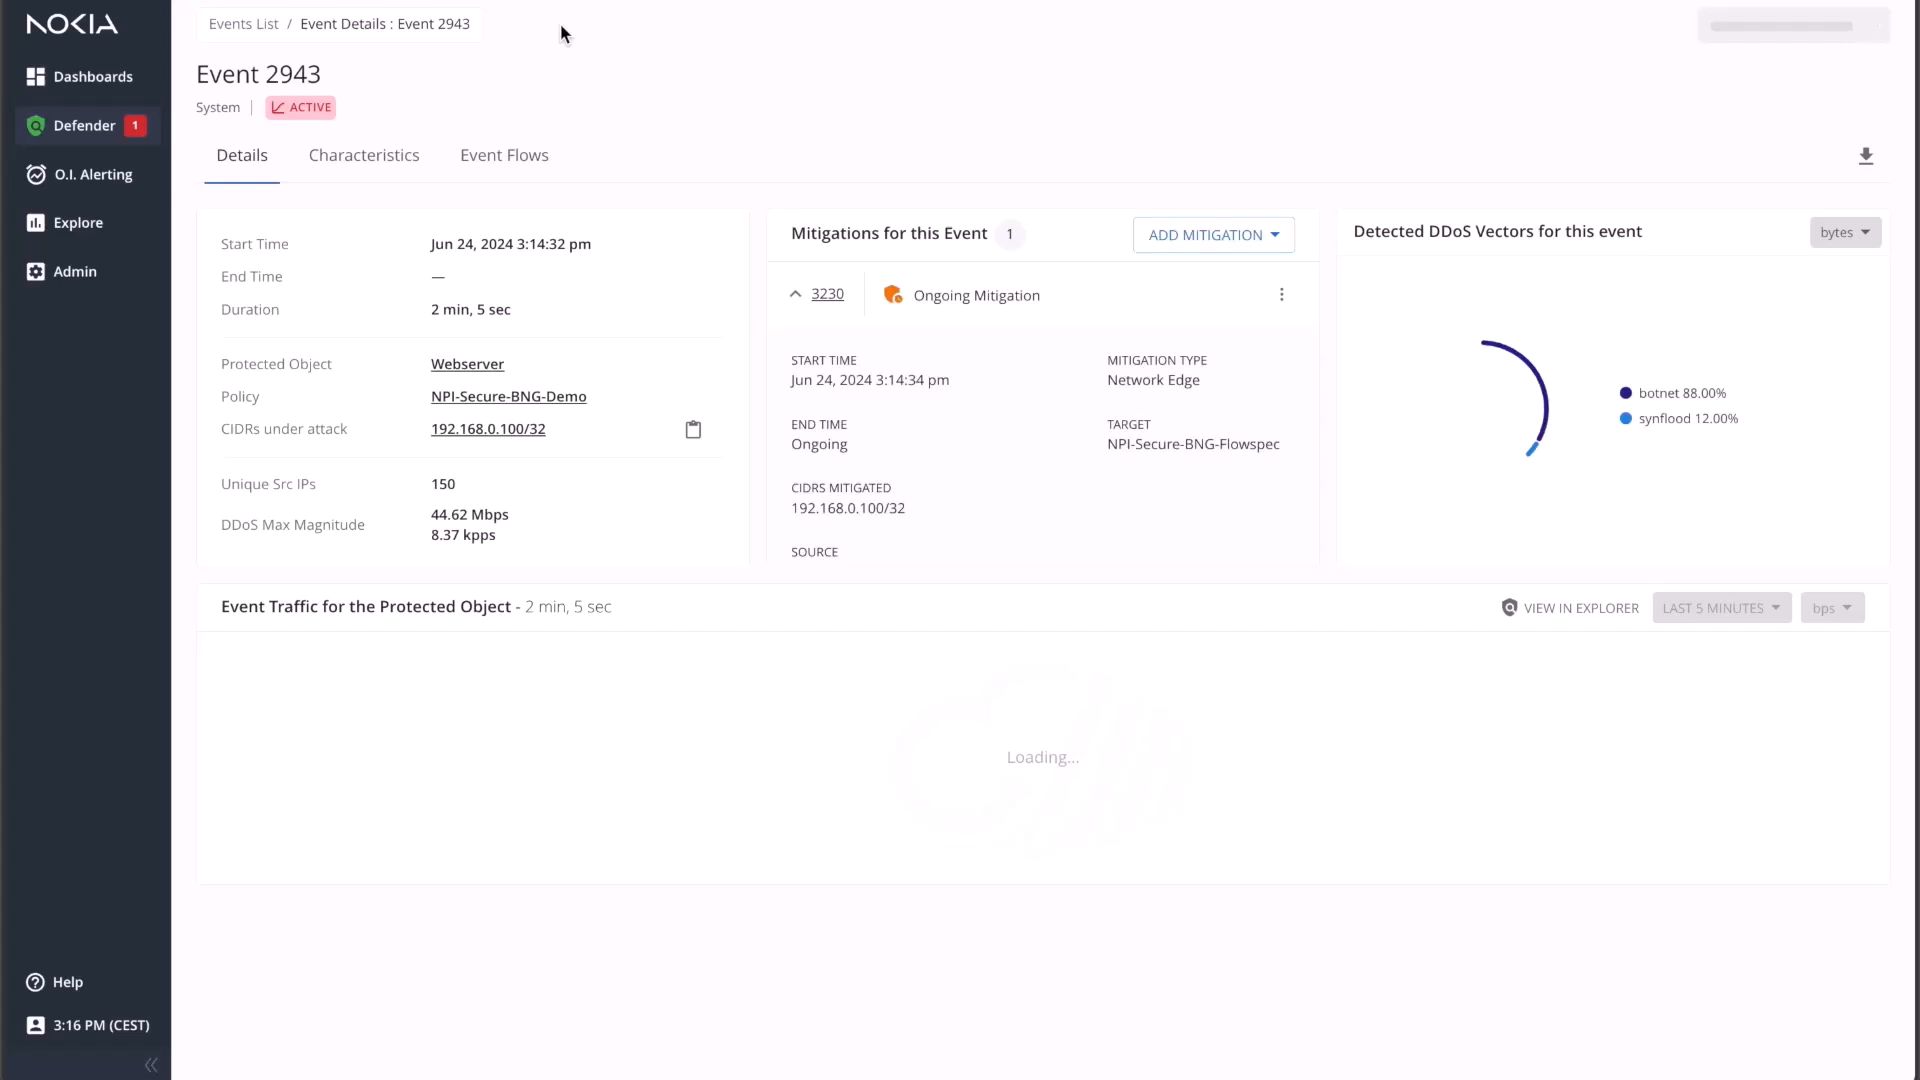 NOKIA
Dashboards
Defender 1
O.I. Alerting
Explore
Admin
Help
3:16 PM (CEST)
Events List / Event Details : Event 2943
Event 2943
System | ACTIVE
Details Characteristics Event Flows
Start Time Jun 24, 2024 3:14:32 pm
End Time —
Duration 2 min, 5 sec
Protected Object Webserver
Policy NPI-Secure-BNG-Demo
CIDRs under attack 192.168.0.100/32
Unique Src IPs 150
DDoS Max Magnitude 44.62 Mbps
8.37 kpps
Mitigations for this Event 1 ADD MITIGATION
3230 Ongoing Mitigation
START TIME
Jun 24, 2024 3:14:34 pm
MITIGATION TYPE
Network Edge
END TIME
Ongoing
TARGET
NPI-Secure-BNG-Flowspec
CIDRS MITIGATED
192.168.0.100/32
SOURCE
Detected DDoS Vectors for this event bytes
botnet 88.00%
synflood 12.00%
Event Traffic for the Protected Object - 2 min, 5 sec
VIEW IN EXPLORER LAST 5 MINUTES bps
Loading...